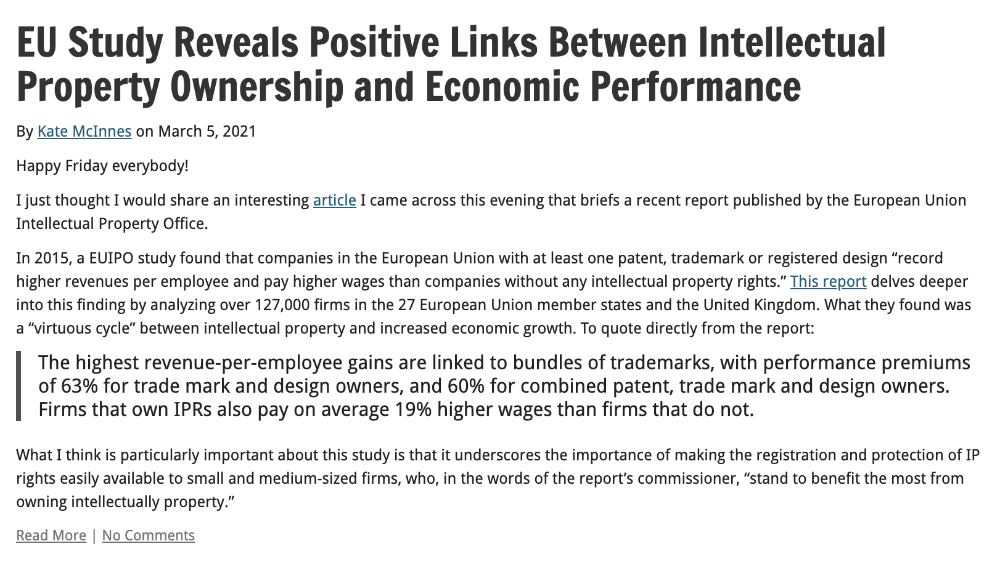 EU Study Reveals Positive Links Between Intellectual
Property Ownership and Economic Performance
By Kate McInnes on March 5, 2021
Happy Friday everybody!
I just thought I would share an interesting article I came across this evening that briefs a recent report published by the European Union
Intellectual Property Office.
In 2015, a EUIPO study found that companies in the European Union with at least one patent, trademark or registered design “record
higher revenues per employee and pay higher wages than companies without any intellectual property rights.” This report delves deeper
into this finding by analyzing over 127,000 firms in the 27 European Union member states and the United Kingdom. What they found was
a “virtuous cycle” between intellectual property and increased economic growth. To quote directly from the report:
The highest revenue-per-employee gains are linked to bundles of trademarks, with performance premiums
of 63% for trade mark and design owners, and 60% for combined patent, trade mark and design owners.
Firms that own IPRs also pay on average 19% higher wages than firms that do not.
What I think is particularly important about this study is that it underscores the importance of making the registration and protection of IP
rights easily available to small and medium-sized firms, who, in the words of the report’s commissioner, “stand to benefit the most from
owning intellectually property.”
Read More | No Comments